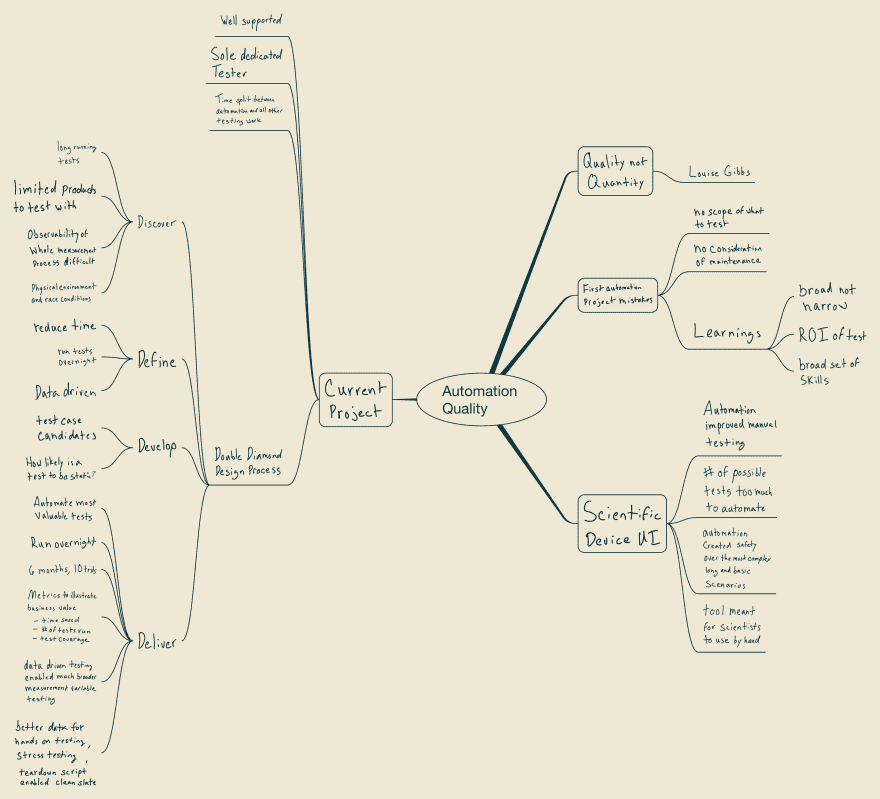 Automation
Quality
Quality not
Quantity
Louise Gibbs
First automation
Project mistakes
no scope of what
to test
no consideration
of maintenance
Learnings
broad not
narrow
ROI of test
broad set of
Skills
Scientific
Device UI
Automation
improved manual
testing
# of possible
tests too much
to automate
automation
Created safety
over the most complex
long and basic
Scenarios
tool meant
for Scientists
to use by hand
Current
Project
Well supported
Sole dedicated
Tester
Time split between
automation and all other
testing work
Double Diamond
Design Process
Discover
long running
tests
limited products
to test with
Observability of
Whole measurement
Process difficult
Physical environment
and race conditions
Define
reduce time
run tests
overnight
Data driven
Develop
test case
Candidates
How likely is a
test to be static?
Deliver
Automate most
Valuable tests
Run overnight
6 months, 10 tests
Metrics to illustrate
business value
- time saved
- # of tests run
- test coverage
data driven testing
enabled much broader
measurement variable
testing
better data for
hands on testing,
Stress testing,
teardown script
enabled clean slate